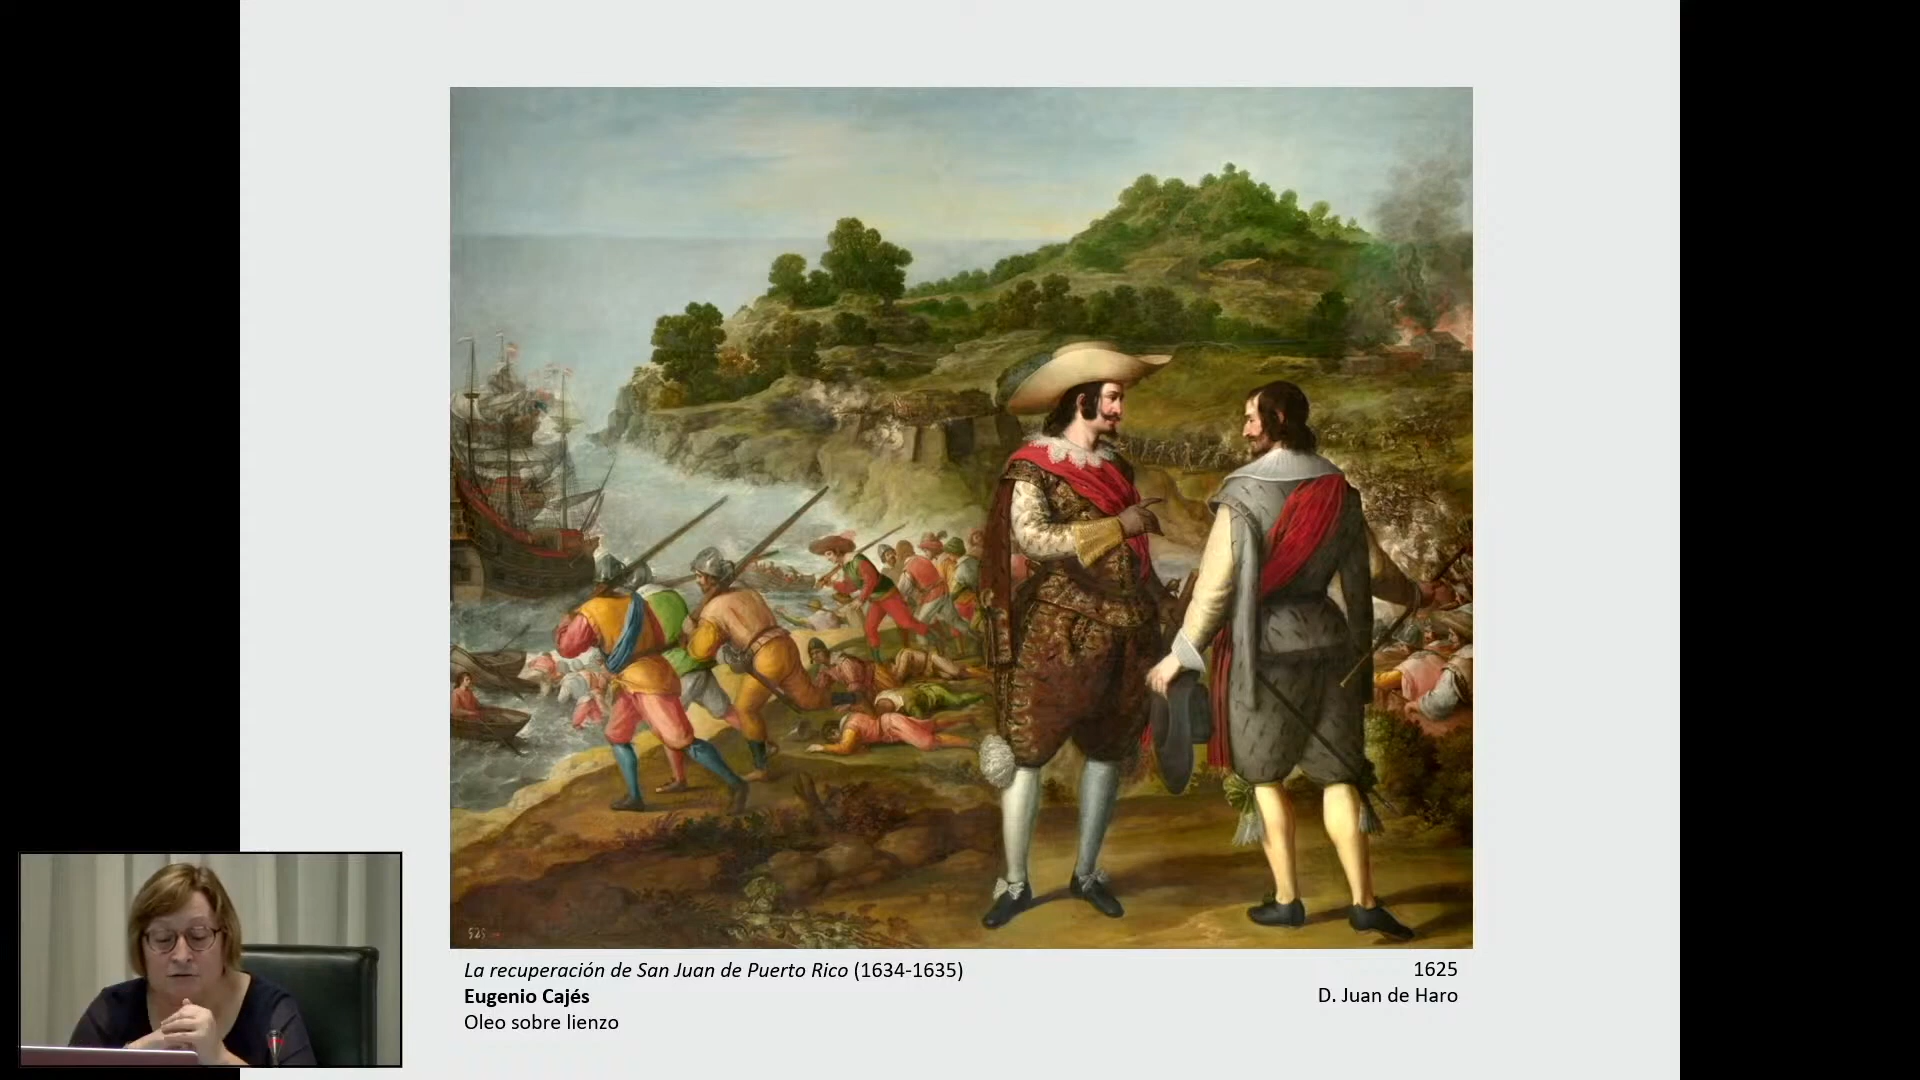 525
La recuperación de San Juan de Puerto Rico (1634-1635)
Eugenio Cajés
Oleo sobre lienzo
1625
D. Juan de Haro